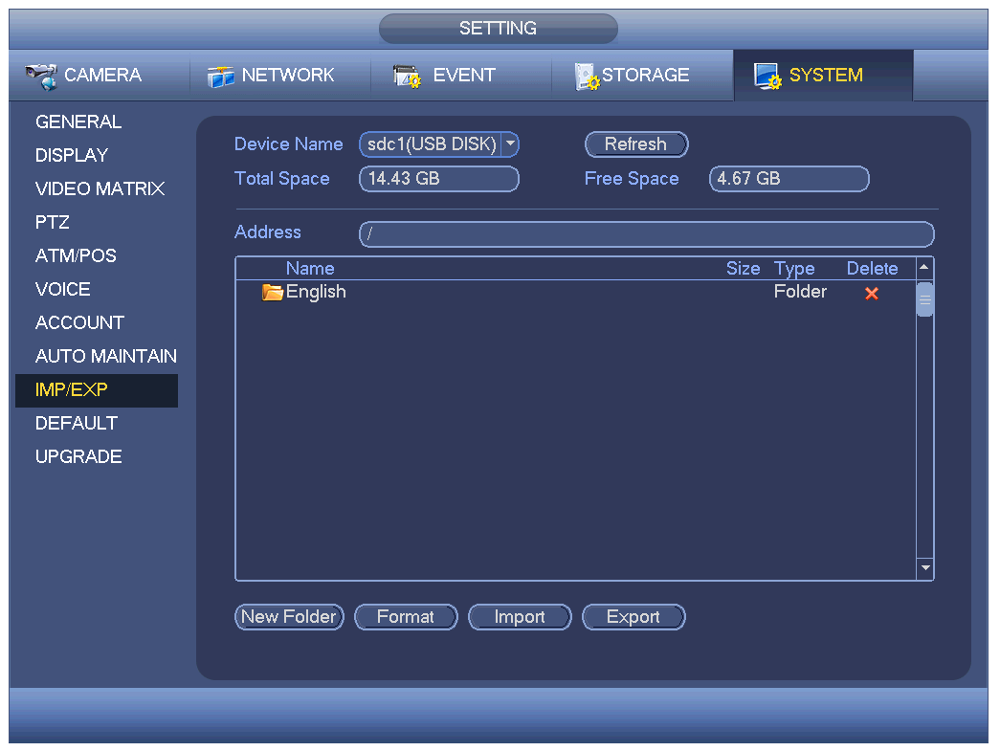 SETTING
CAMERA NETWORK EVENT STORAGE SYSTEM
GENERAL
DISPLAY
VIDEO MATRIX
PTZ
ATM/POS
VOICE
ACCOUNT
AUTO MAINTAIN
IMP/EXP
DEFAULT
UPGRADE
Device Name sdc1(USB DISK) Refresh
Total Space 14.43 GB Free Space 4.67 GB
Address /
Name Size Type Delete
English Folder
New Folder Format Import Export